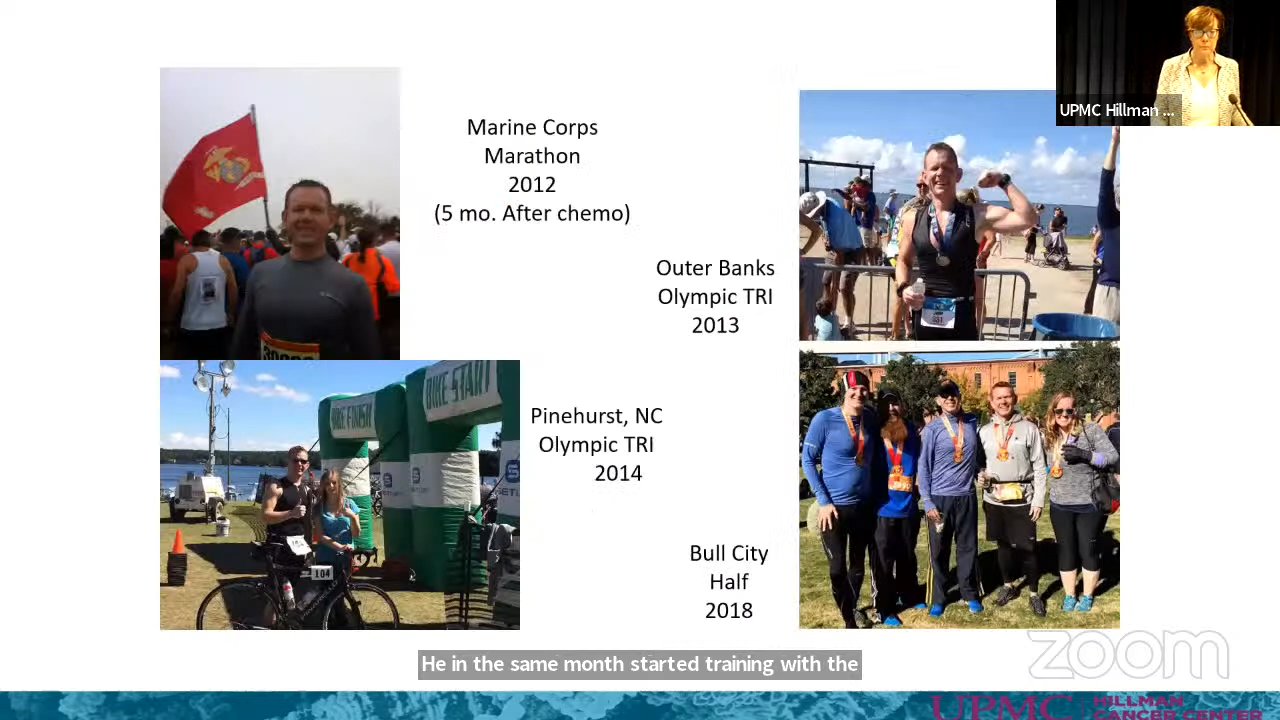 UPMC Hillman ...
Marine Corps
Marathon
2012
(5 mo. After chemo)
Outer Banks
Olympic TRI
2013
BIKE FINISH
BIKE START
Pinehurst, NC
Olympic TRI
2014
104
Bull City
Half
2018
zoom
He in the same month started training with the
UPMC
HILLMAN
CANCER CENTER